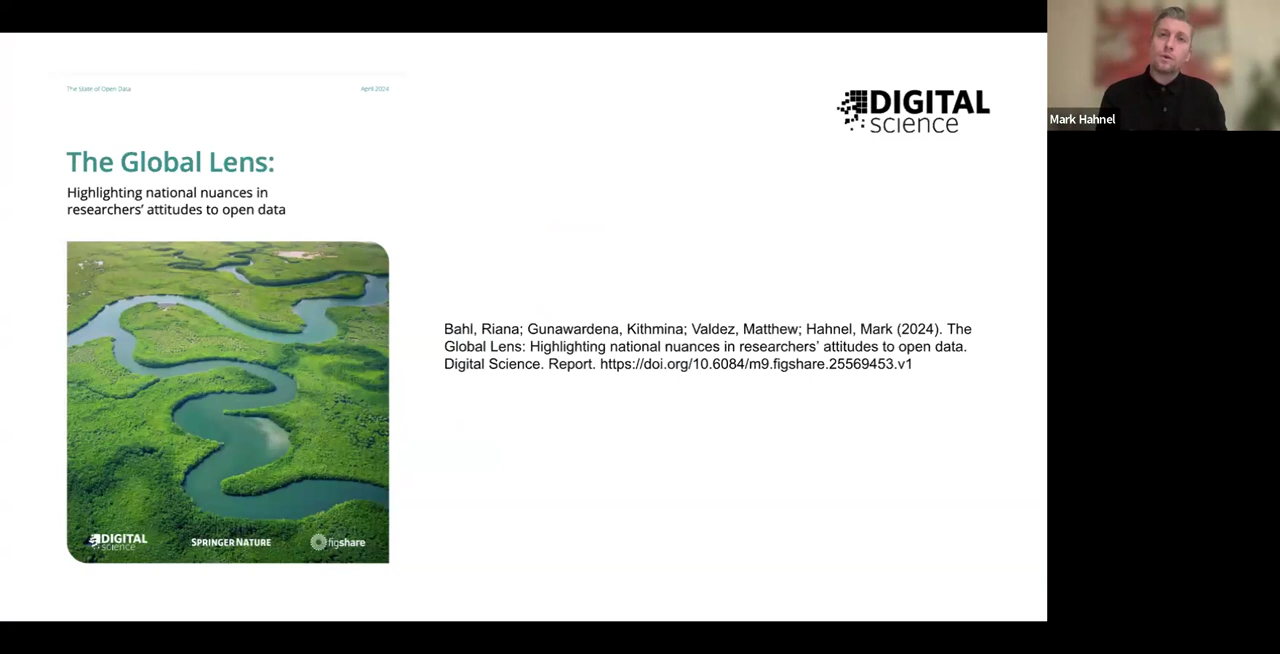 The State of Open Data
April 2024
DIGITAL
science
Mark Hahnel
The Global Lens:
Highlighting national nuances in
researchers’ attitudes to open data
Bahl, Riana; Gunawardena, Kithmina; Valdez, Matthew; Hahnel, Mark (2024). The
Global Lens: Highlighting national nuances in researchers’ attitudes to open data.
Digital Science. Report. https://doi.org/10.6084/m9.figshare.25569453.v1
DIGITAL
science
SPRINGER NATURE
figshare